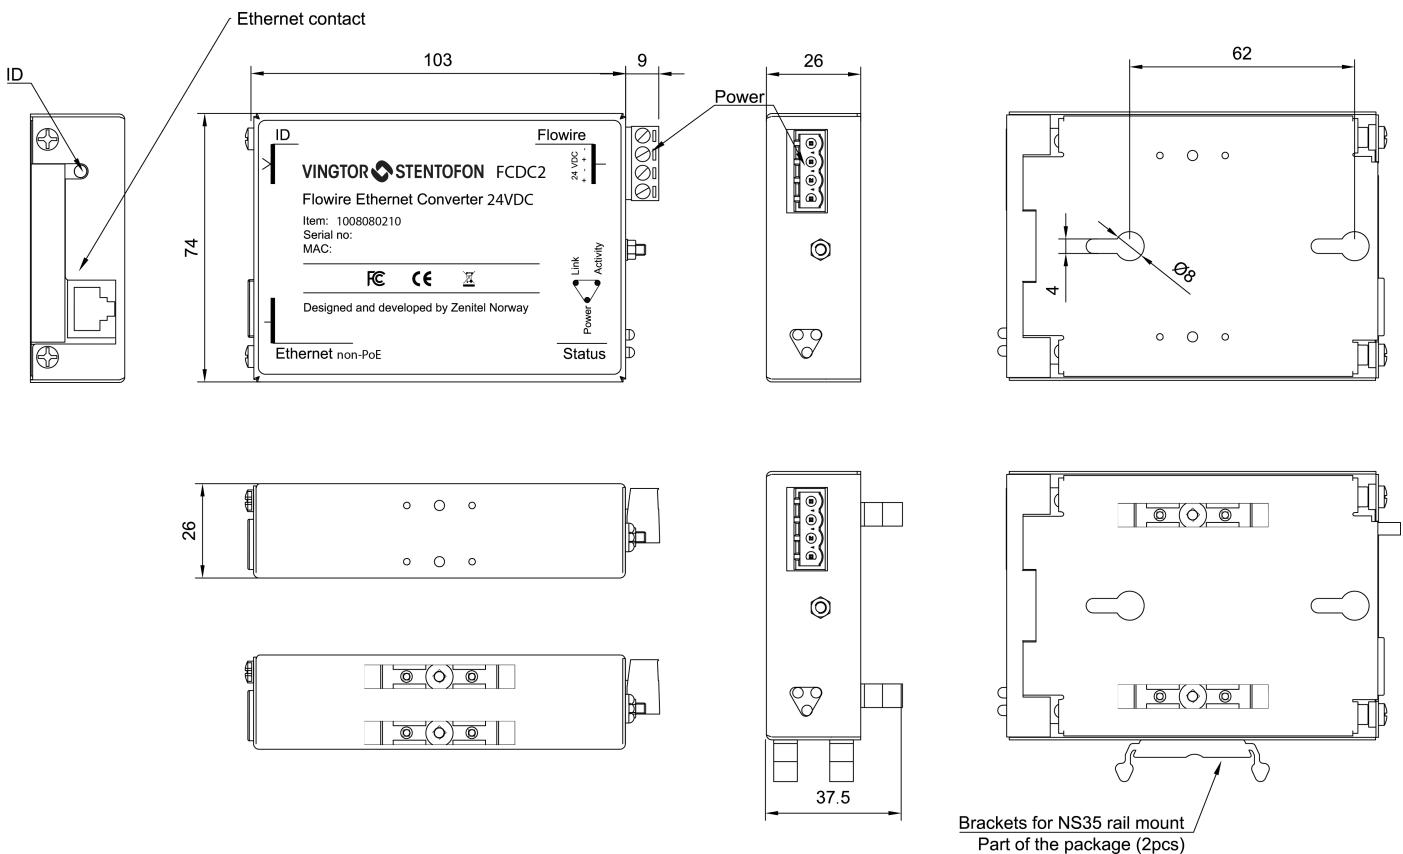 Ethernet contact
ID
103
9
26
62
Power
74
ID
Flowire
VINGTOR STENTOFON FCDC2
24 VDC
+ - + -
Flowire Ethernet Converter 24VDC
Item: 1008080210
Serial no:
MAC:
FC CE
Link
Activity
Power
Designed and developed by Zenitel Norway
Ethernet non-PoE
Status
4
Ø8
26
37.5
Brackets for NS35 rail mount
Part of the package (2pcs)